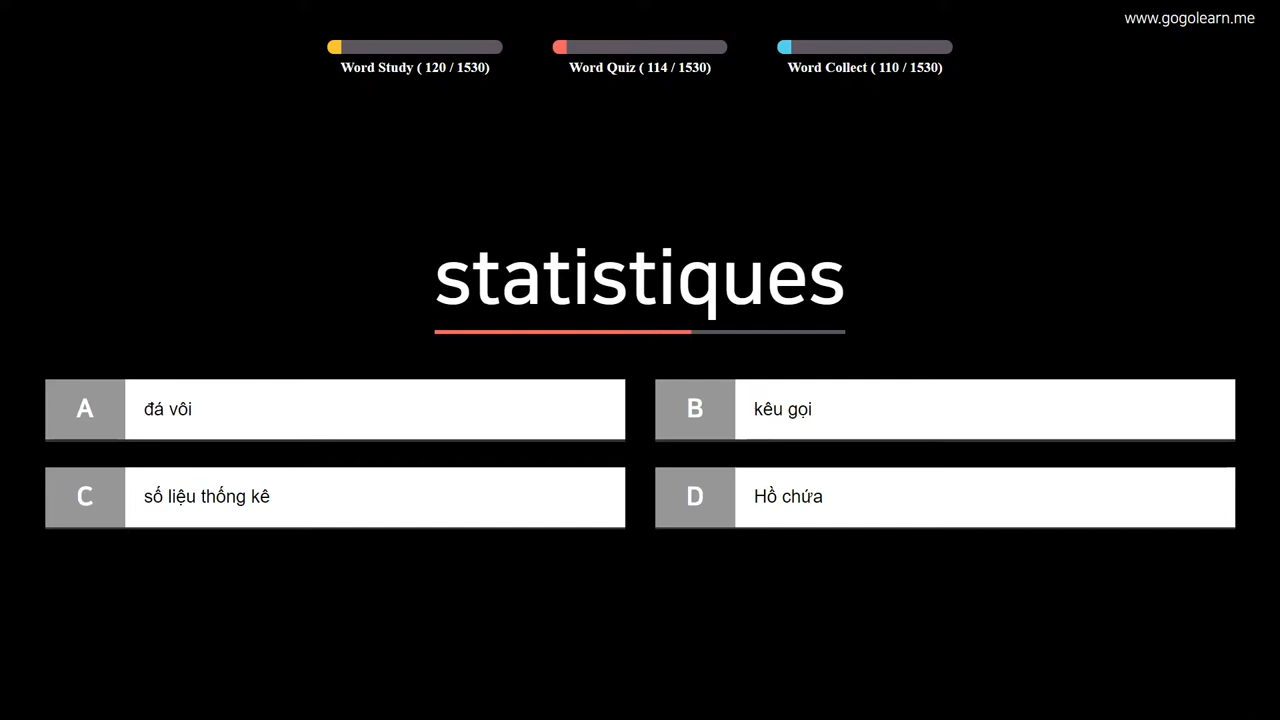 www.gogolearn.me
Word Study ( 120 / 1530)
Word Quiz ( 114 / 1530)
Word Collect ( 110 / 1530)
statistiques
A đá vôi
B kêu gọi
C số liệu thống kê
D Hồ chứa